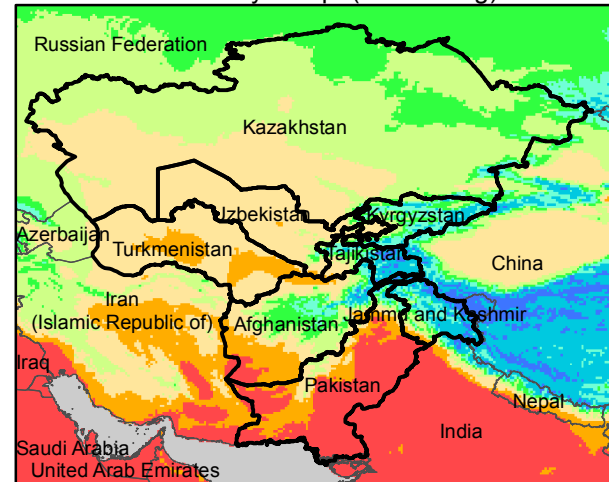 Russian Federation
Kazakhstan
Uzbekistan
Kyrgyzstan
Azerbaijan
Turkmenistan
Tajikistan
China
Iran
(Islamic Republic of)
Afghanistan
Jammu and Kashmir
Iraq
Pakistan
Nepal
India
Saudi Arabia
United Arab Emirates